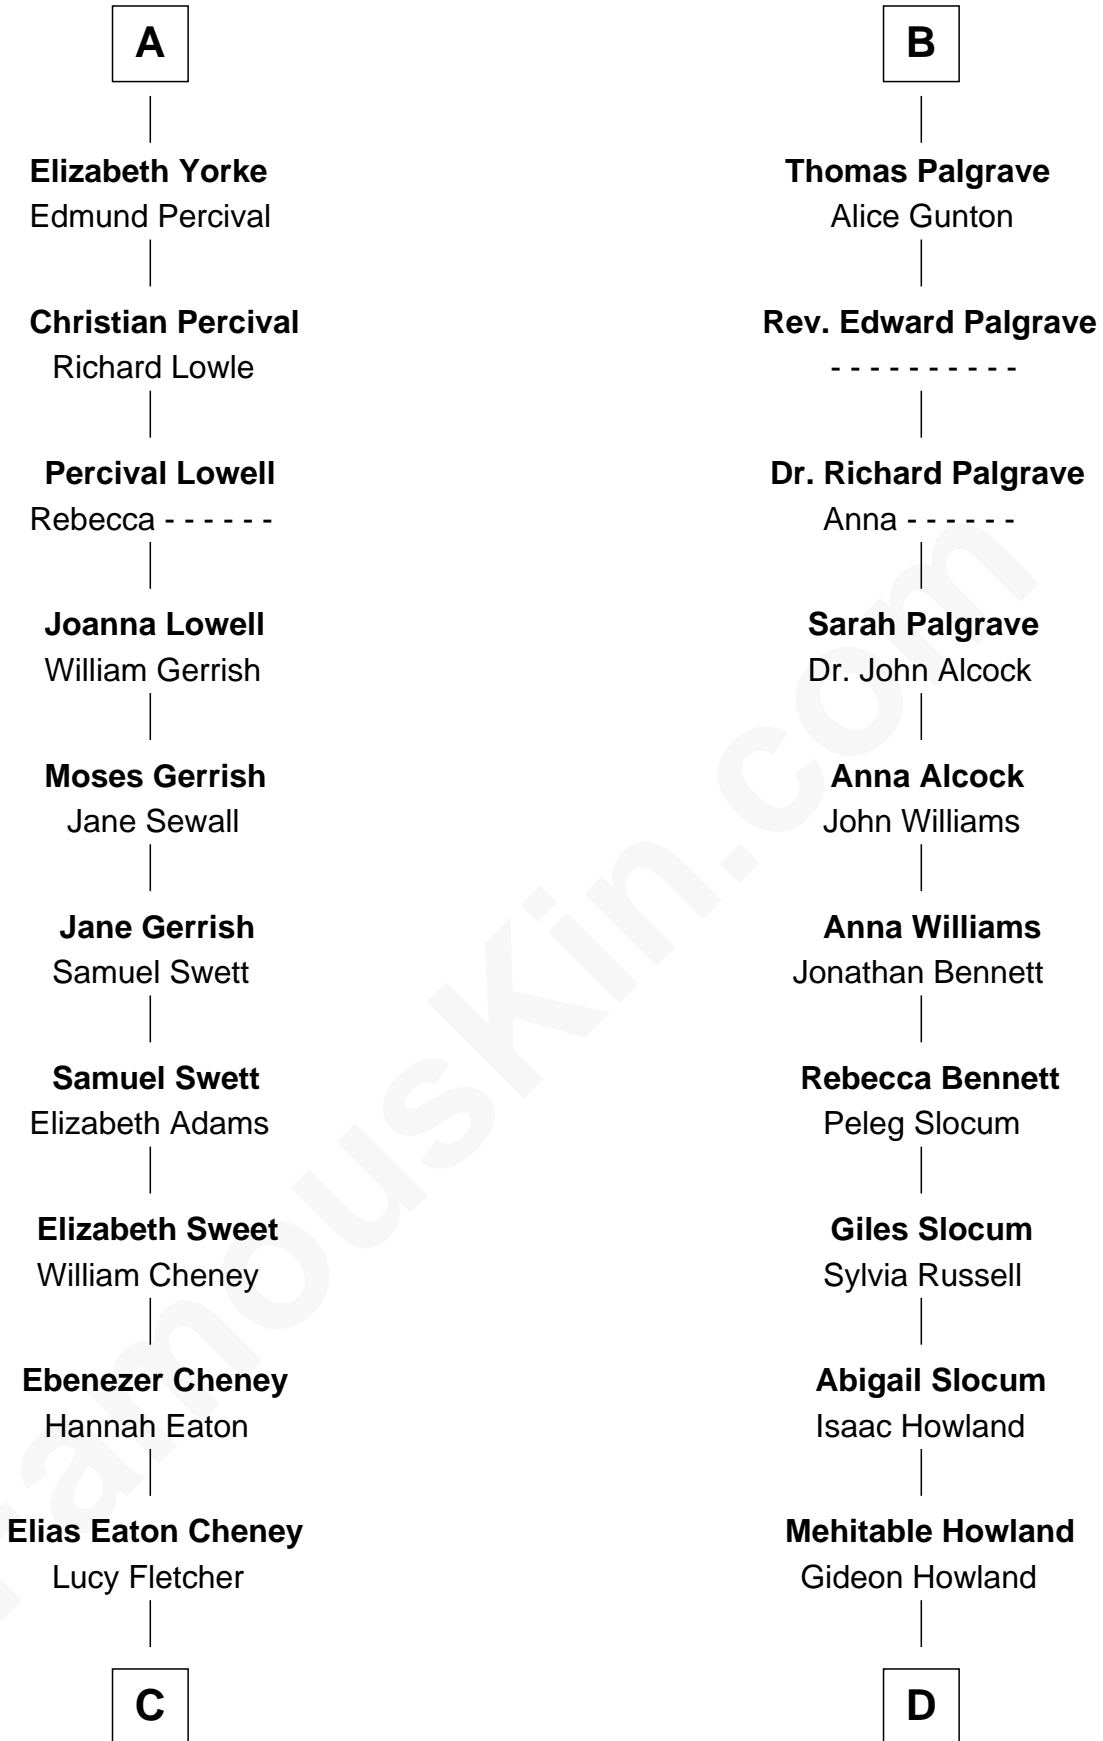 A
Elizabeth Yorke
Edmund Percival
Christian Percival
Richard Lowle
Percival Lowell
Rebecca - - - - - -
Joanna Lowell
William Gerrish
Moses Gerrish
Jane Sewall
Jane Gerrish
Samuel Swett
Samuel Swett
Elizabeth Adams
Elizabeth Sweet
William Cheney
Ebenezer Cheney
Hannah Eaton
Elias Eaton Cheney
Lucy Fletcher
C
B
Thomas Palgrave
Alice Gunton
Rev. Edward Palgrave
- - - - - - - - - -
Dr. Richard Palgrave
Anna - - - - - -
Sarah Palgrave
Dr. John Alcock
Anna Alcock
John Williams
Anna Williams
Jonathan Bennett
Rebecca Bennett
Peleg Slocum
Giles Slocum
Sylvia Russell
Abigail Slocum
Isaac Howland
Mehitable Howland
Gideon Howland
D
FamousKin.com